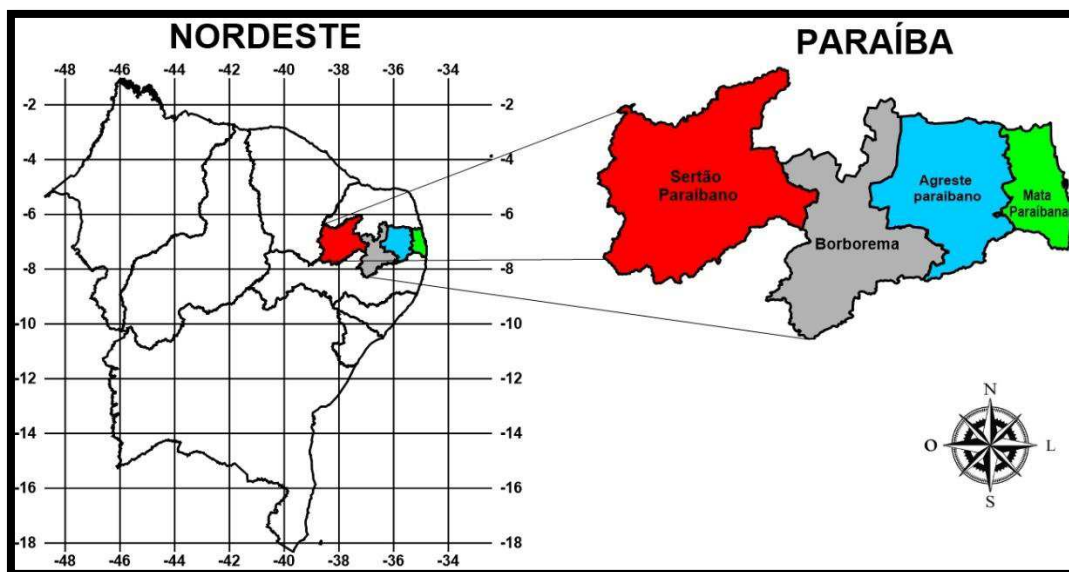 NORDESTE
-48 -46 -44 -42 -40 -38 -36 -34
-2 -2
-4 -4
-6 -6
-8 -8
-10 -10
-12 -12
-14 -14
-16 -16
-18 -18
-48 -46 -44 -42 -40 -38 -36 -34
PARAÍBA
Sertão
Paraibano
Borborema
Agreste
paraibano
Mata
Paraibana
N
O L
S